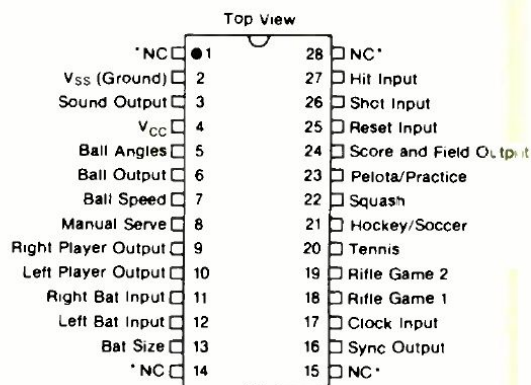 Top View
*NC 1 28 NC*
VSS (Ground) 2 27 Hit Input
Sound Output 3 26 Shot Input
VCC 4 25 Reset Input
Ball Angles 5 24 Score and Field Output
Ball Output 6 23 Pelota/Practice
Ball Speed 7 22 Squash
Manual Serve 8 21 Hockey/Soccer
Right Player Output 9 20 Tennis
Left Player Output 10 19 Rifle Game 2
Right Bat Input 11 18 Rifle Game 1
Left Bat Input 12 17 Clock Input
Bat Size 13 16 Sync Output
*NC 14 15 NC*